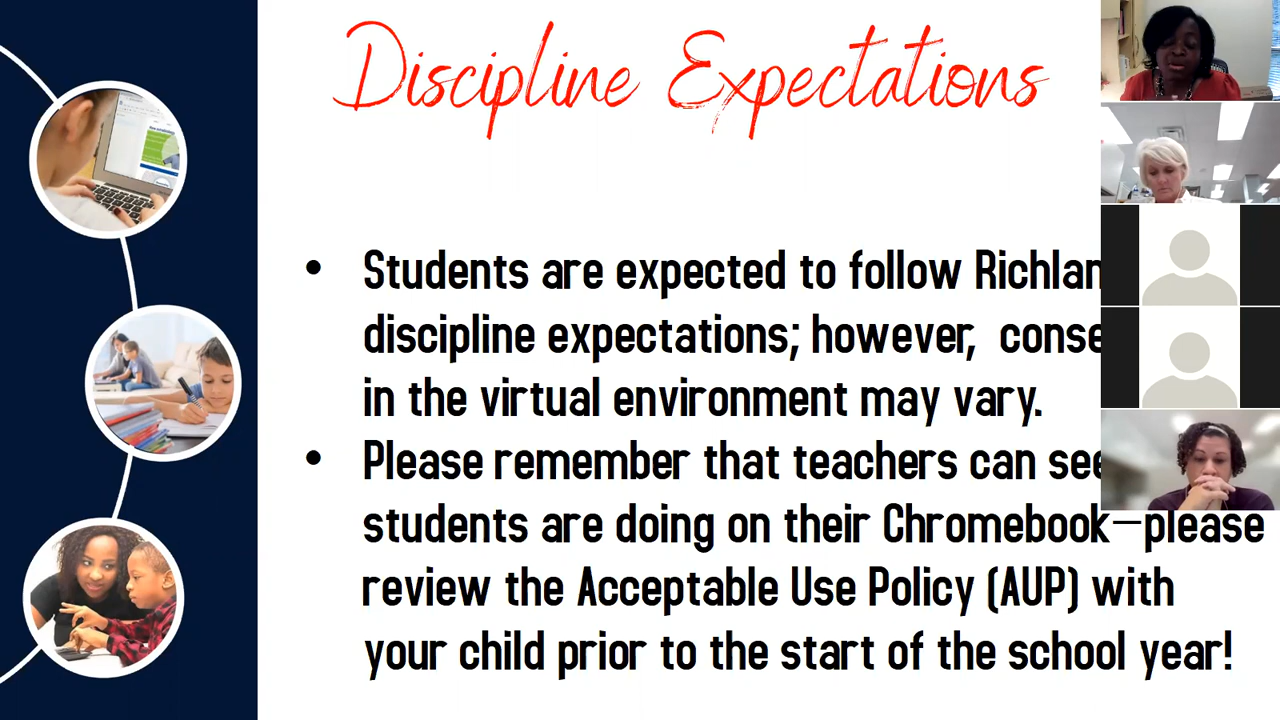 Discipline Expectations
• Students are expected to follow
discipline expectations; however,
in the virtual environment may vary.
• Please remember that teachers can see
students are doing on their Chromebook—please
review the Acceptable Use Policy (AUP) with
your child prior to the start of the school year!